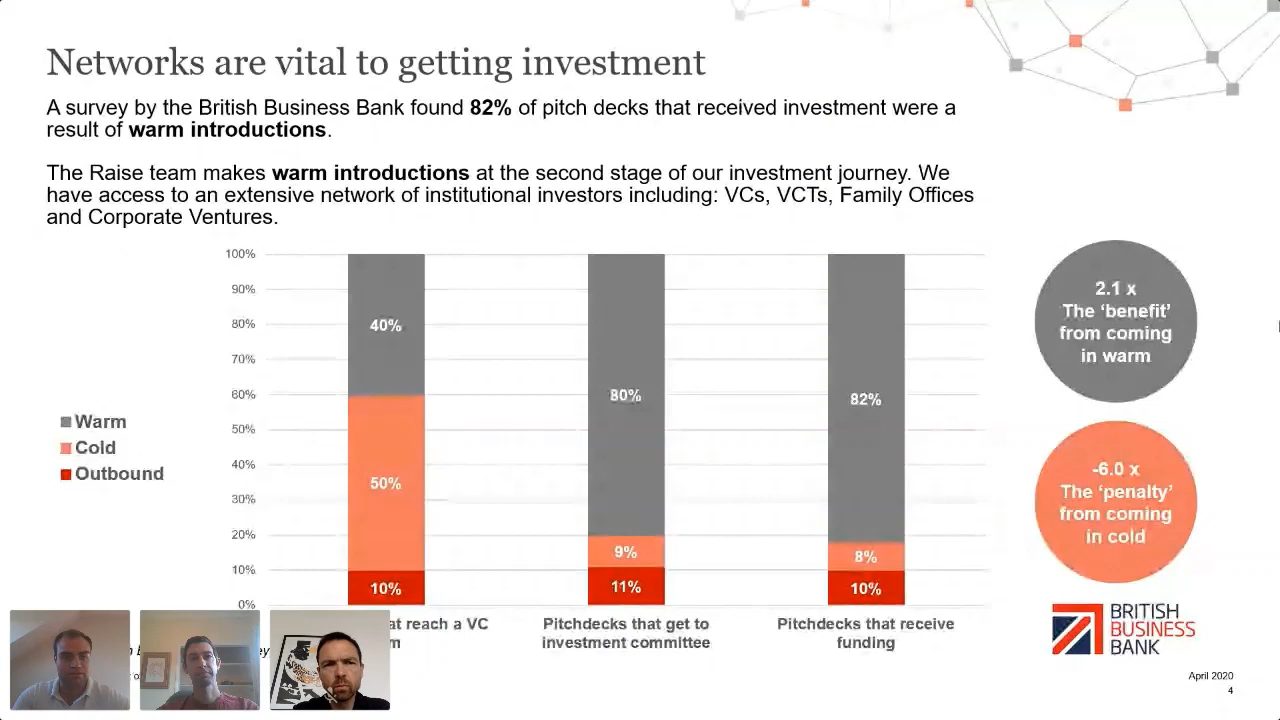 Networks are vital to getting investment
A survey by the British Business Bank found 82% of pitch decks that received investment were a
result of warm introductions.
The Raise team makes warm introductions at the second stage of our investment journey. We
have access to an extensive network of institutional investors including: VCs, VCTs, Family Offices
and Corporate Ventures.
100%
90%
80%
70%
60%
50%
40%
30%
20%
10%
0%
40%
50%
10%
80%
9%
11%
82%
8%
10%
Warm
Cold
Outbound
reach a VC
Pitchdecks that get to
investment committee
Pitchdecks that receive
funding
2.1 x
The ‘benefit’
from coming
in warm
-6.0 x
The ‘penalty’
from coming
in cold
BRITISH
BUSINESS
BANK
April 2020
4